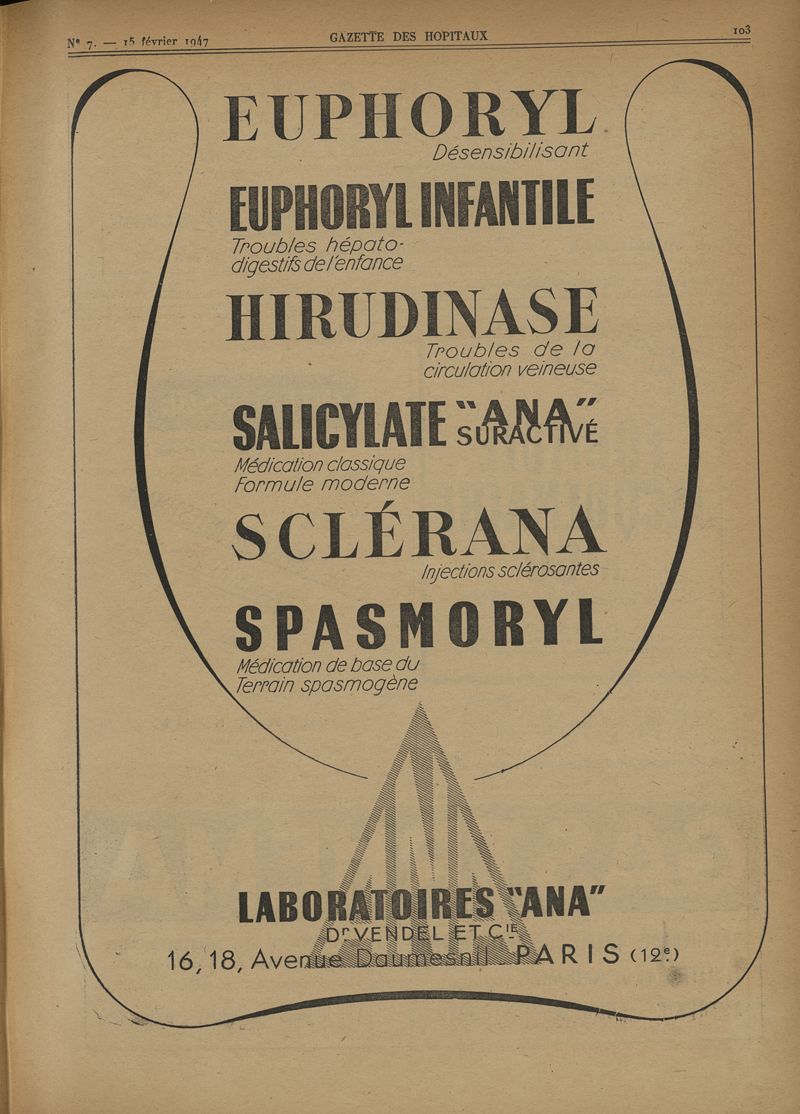 N° 7. — 15 février 1947
GAZETTE DES HOPITAUX
103
EUPHORYL
Désensibilisant
EUPHORYL INFANTILE
Troubles hépato-
digestifs de l'enfance
HIRUDINASE
Troubles de la
circulation veineuse
SALICYLATE "ANA"
SURACTIVÉ
Médication classique
Formule moderne
SCLÉRANA
Injections sclérosantes
SPASMORYL
Médication de base du
Terrain spasmogène
ANA
LABORATOIRES "ANA"
Dr VENDEL ET CIE
16, 18, Avenue Daumesnil. PARIS (12e)